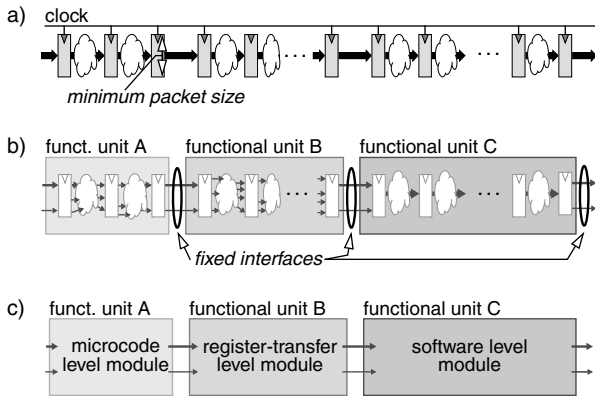 a)
clock
minimum packet size
funct. unit A
functional unit B
functional unit C
b)
fixed interfaces
funct. unit A
functional unit B
functional unit C
c)
microcode
level module
register-transfer
level module
software level
module